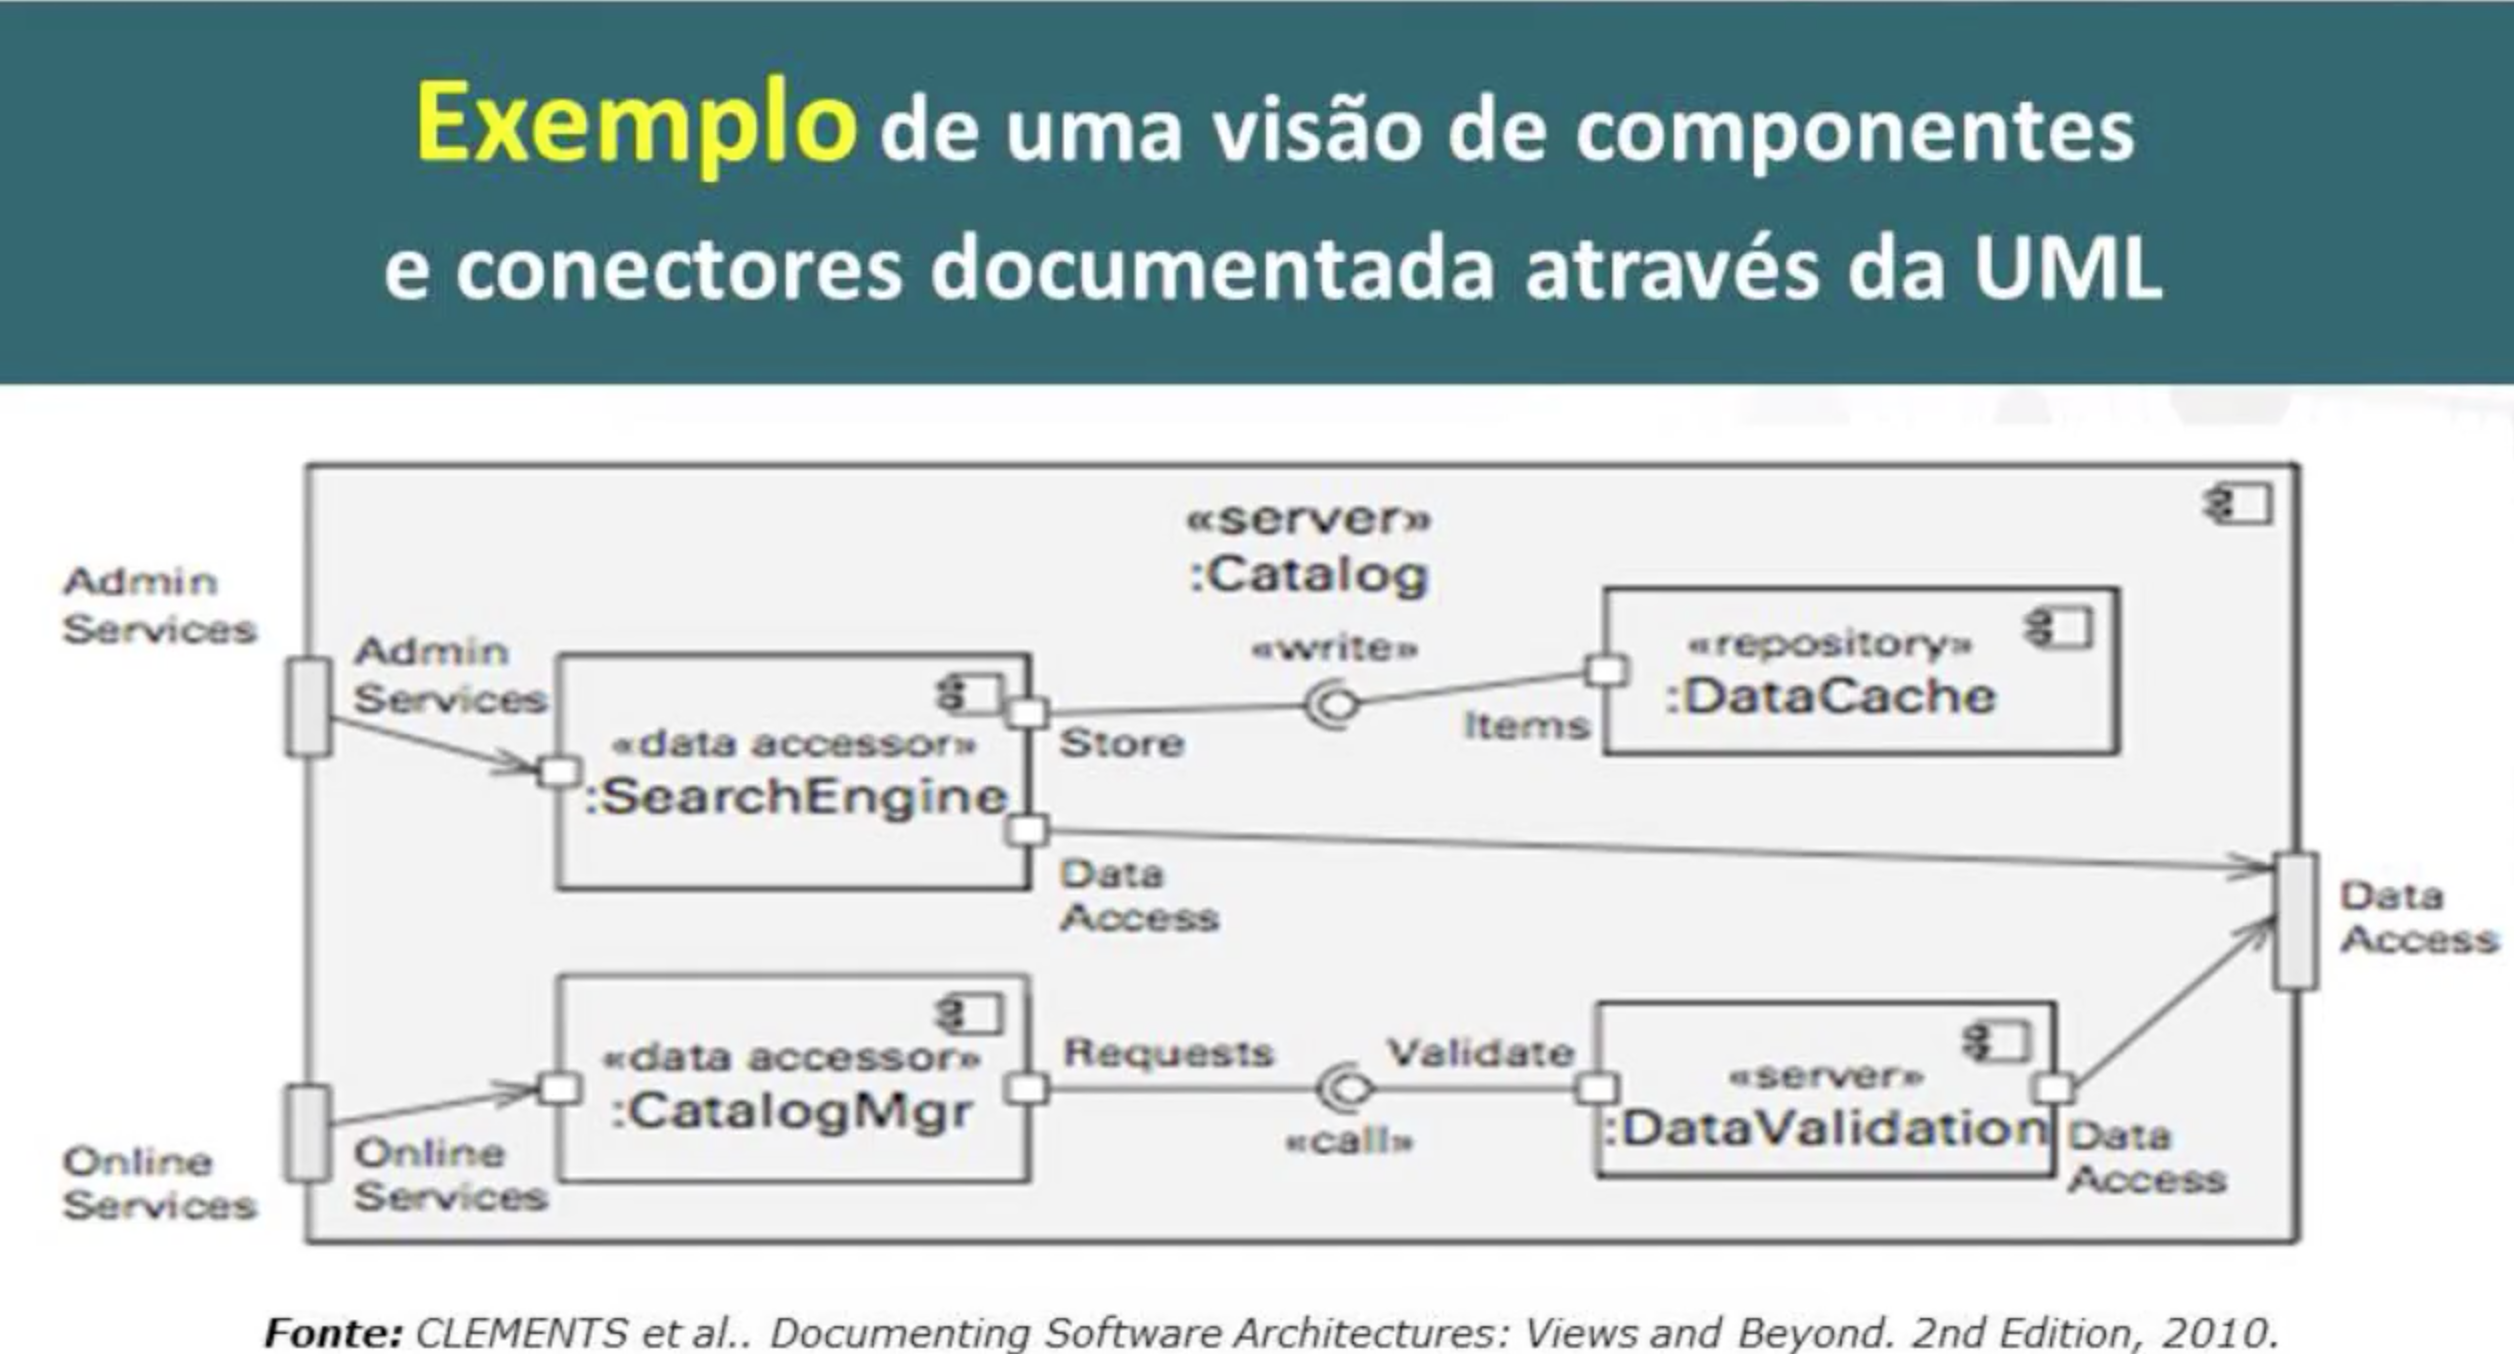 Exemplo de uma visão de componentes
e conectores documentada através da UML
«server»
:Catalog
Admin
Services
Admin
Services
«data accessor»
:SearchEngine
Store
«write»
Items
«repository»
:DataCache
Data
Access
Data
Access
Online
Services
Online
Services
«data accessor»
:CatalogMgr
Requests
«call»
Validate
«server»
:DataValidation
Data
Access
Fonte: CLEMENTS et al.. Documenting Software Architectures: Views and Beyond. 2nd Edition, 2010.